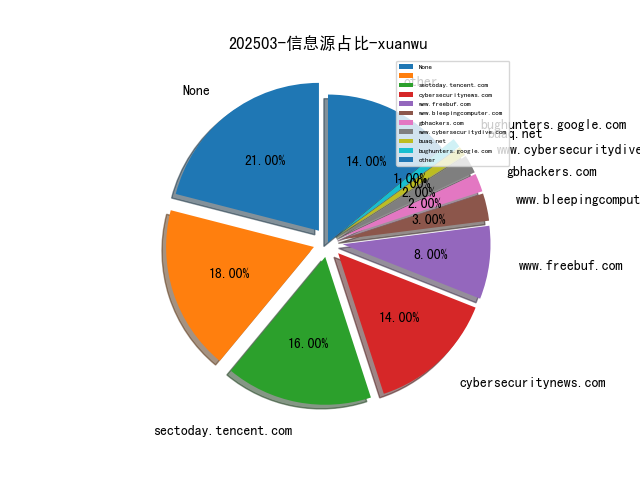 202503-信息源占比-xuanwu
None
other
bughunters.google.com
buaq.net
www.cybersecuritydive
gbhackers.com
www.bleepingcomput
www.freebuf.com
cybersecuritynews.com
sectoday.tencent.com
21.00%
14.00%
1.00%
1.00%
2.00%
2.00%
3.00%
8.00%
14.00%
16.00%
18.00%
None
sectoday.tencent.com
cybersecuritynews.com
www.freebuf.com
www.bleepingcomputer.com
gbhackers.com
www.cybersecuritydive.com
buaq.net
bughunters.google.com
other